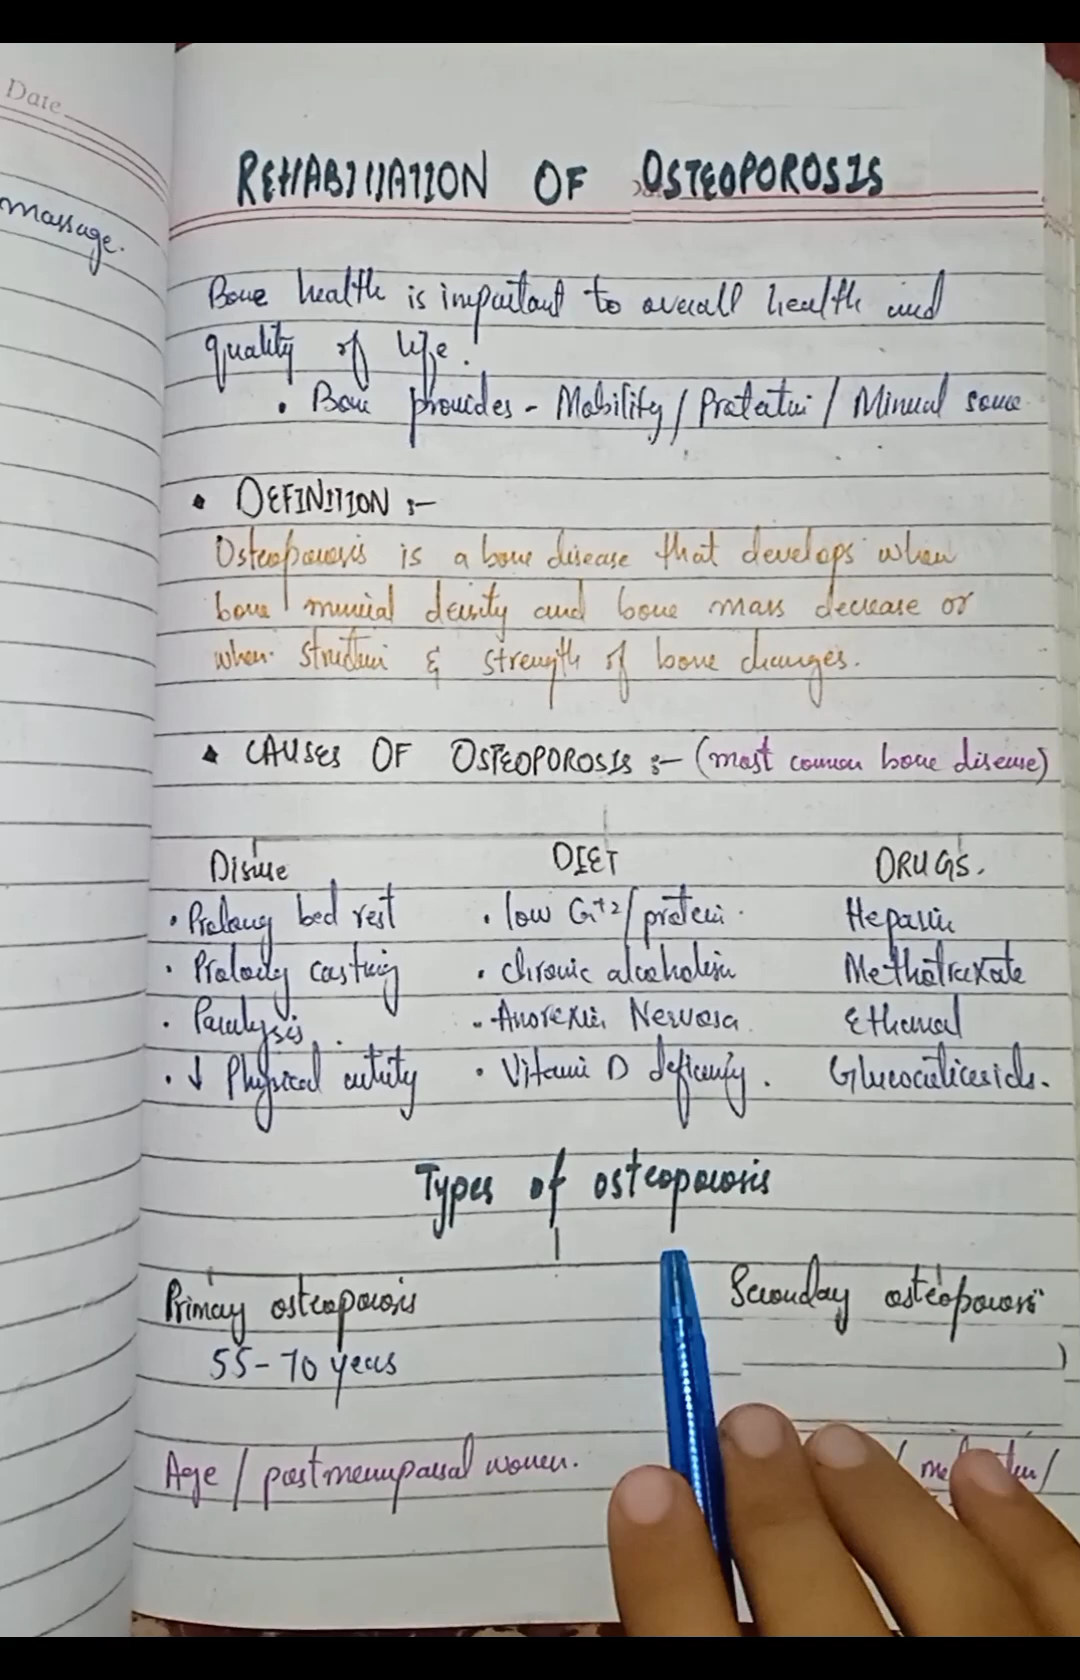 Date
massage.
REHABILITATION OF OSTEOPOROSIS
Bone health is important to overall health and
quality of life.
• Bone provides - Mobility / Protection / Mineral source
• DEFINITION :-
Osteoporosis is a bone disease that develops when
bone mineral density and bone mass decrease or
when structure & strength of bone changes.
▲ CAUSES OF OSTEOPOROSIS :- (most common bone disease)
Disuse DIET DRUGS.
• Prolong bed rest • low Ca+2/protein. Heparin
• Prolong casting • chronic alcoholism Methotrexate
• Paralysis. • Anorexia Nervosa Ethanol
• ↓ Physical activity • Vitamin D deficiency. Glucocorticosids.
Types of osteoporosis
Primary osteoporosis Secondary osteoporosis
55-70 years )
Age / postmenopausal women. /